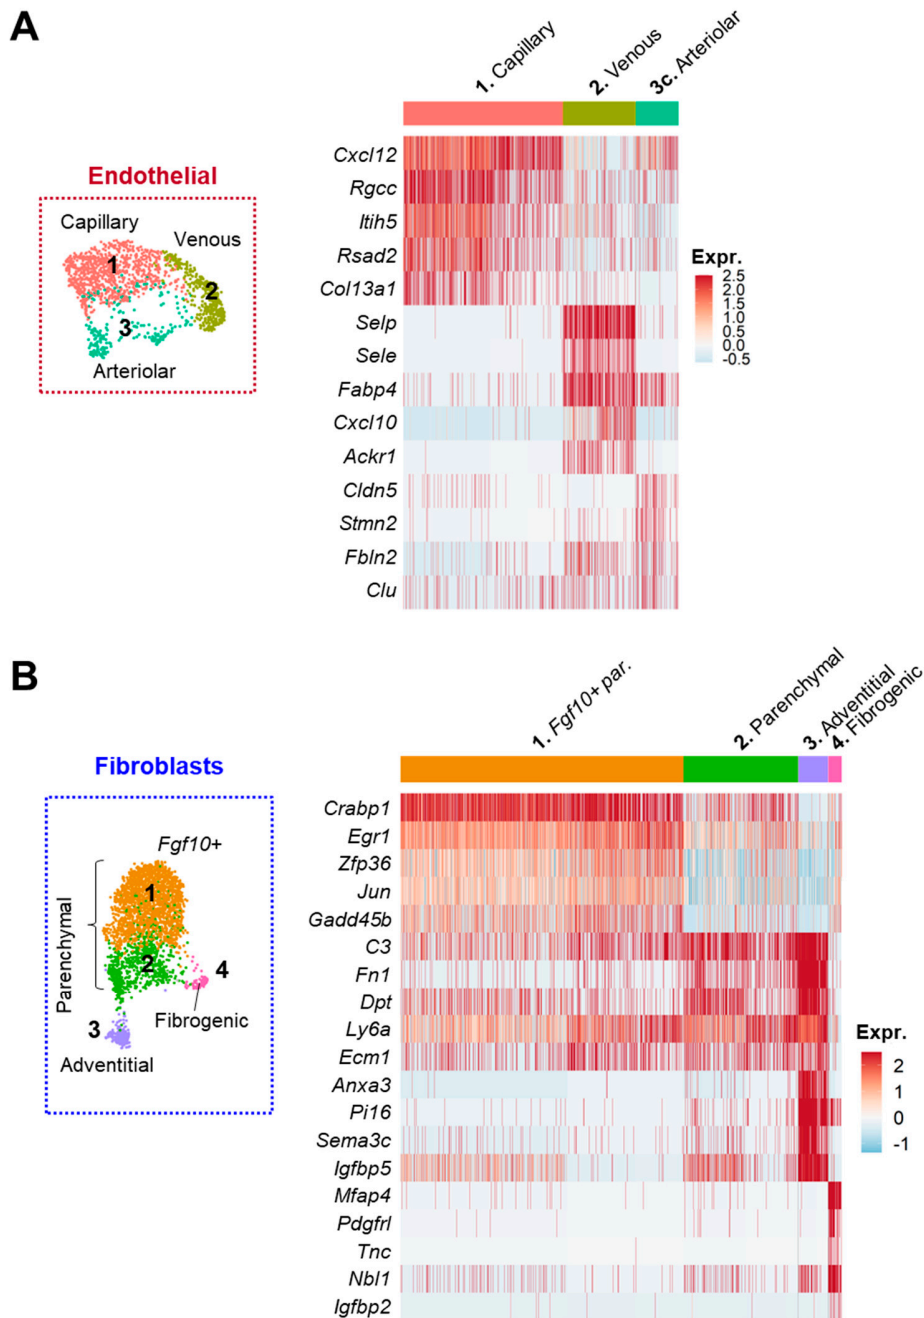 A
Endothelial
Capillary
Venous
1
2
3
Arteriolar
1. Capillary
2. Venous
3c. Arteriolar
Cxcl12
Rgcc
Itih5
Rsad2
Col13a1
Selp
Sele
Fabp4
Cxcl10
Ackr1
Cldn5
Stmn2
Fbln2
Clu
Expr.
2.5
2.0
1.5
1.0
0.5
0.0
-0.5
B
Fibroblasts
Fgf10+
Parenchymal
1
2
4
Fibrogenic
3
Adventitial
1. Fgf10+ par.
2. Parenchymal
3. Adventitial
4. Fibrogenic
Crabp1
Egr1
Zfp36
Jun
Gadd45b
C3
Fn1
Dpt
Ly6a
Ecm1
Anxa3
Pi16
Sema3c
Igfbp5
Mfap4
Pdgfrl
Tnc
Nbl1
Igfbp2
Expr.
2
1
0
-1